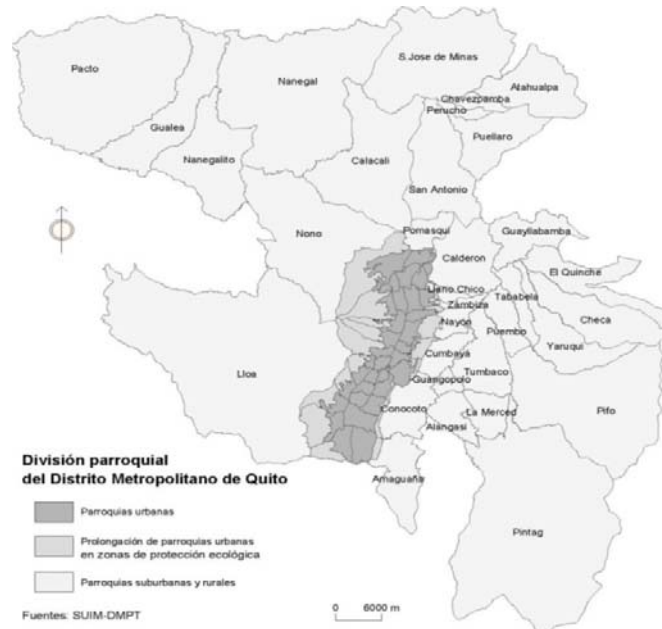 Pacto
Nanegal
S.Jose de Minas
Atahualpa
Chavezpamba
Perucho
Gualea
Puellaro
Nanegalito
Calacali
San Antonio
Nono
Pomasqui
Guayllabamba
Calderon
El Quinche
Llano Chico
Tababela
Zambiza
Checa
Nayon
Puembo
Yaruqui
Cumbaya
Lloa
Guangopolo
Tumbaco
Conocoto
La Merced
Pifo
Alangasi
Amaguaña
Pintag
División parroquial
del Distrito Metropolitano de Quito
Parroquias urbanas
Prolongación de parroquias urbanas
en zonas de protección ecológica
Parroquias suburbanas y rurales
Fuentes: SUIM-DMPT
0 6000 m